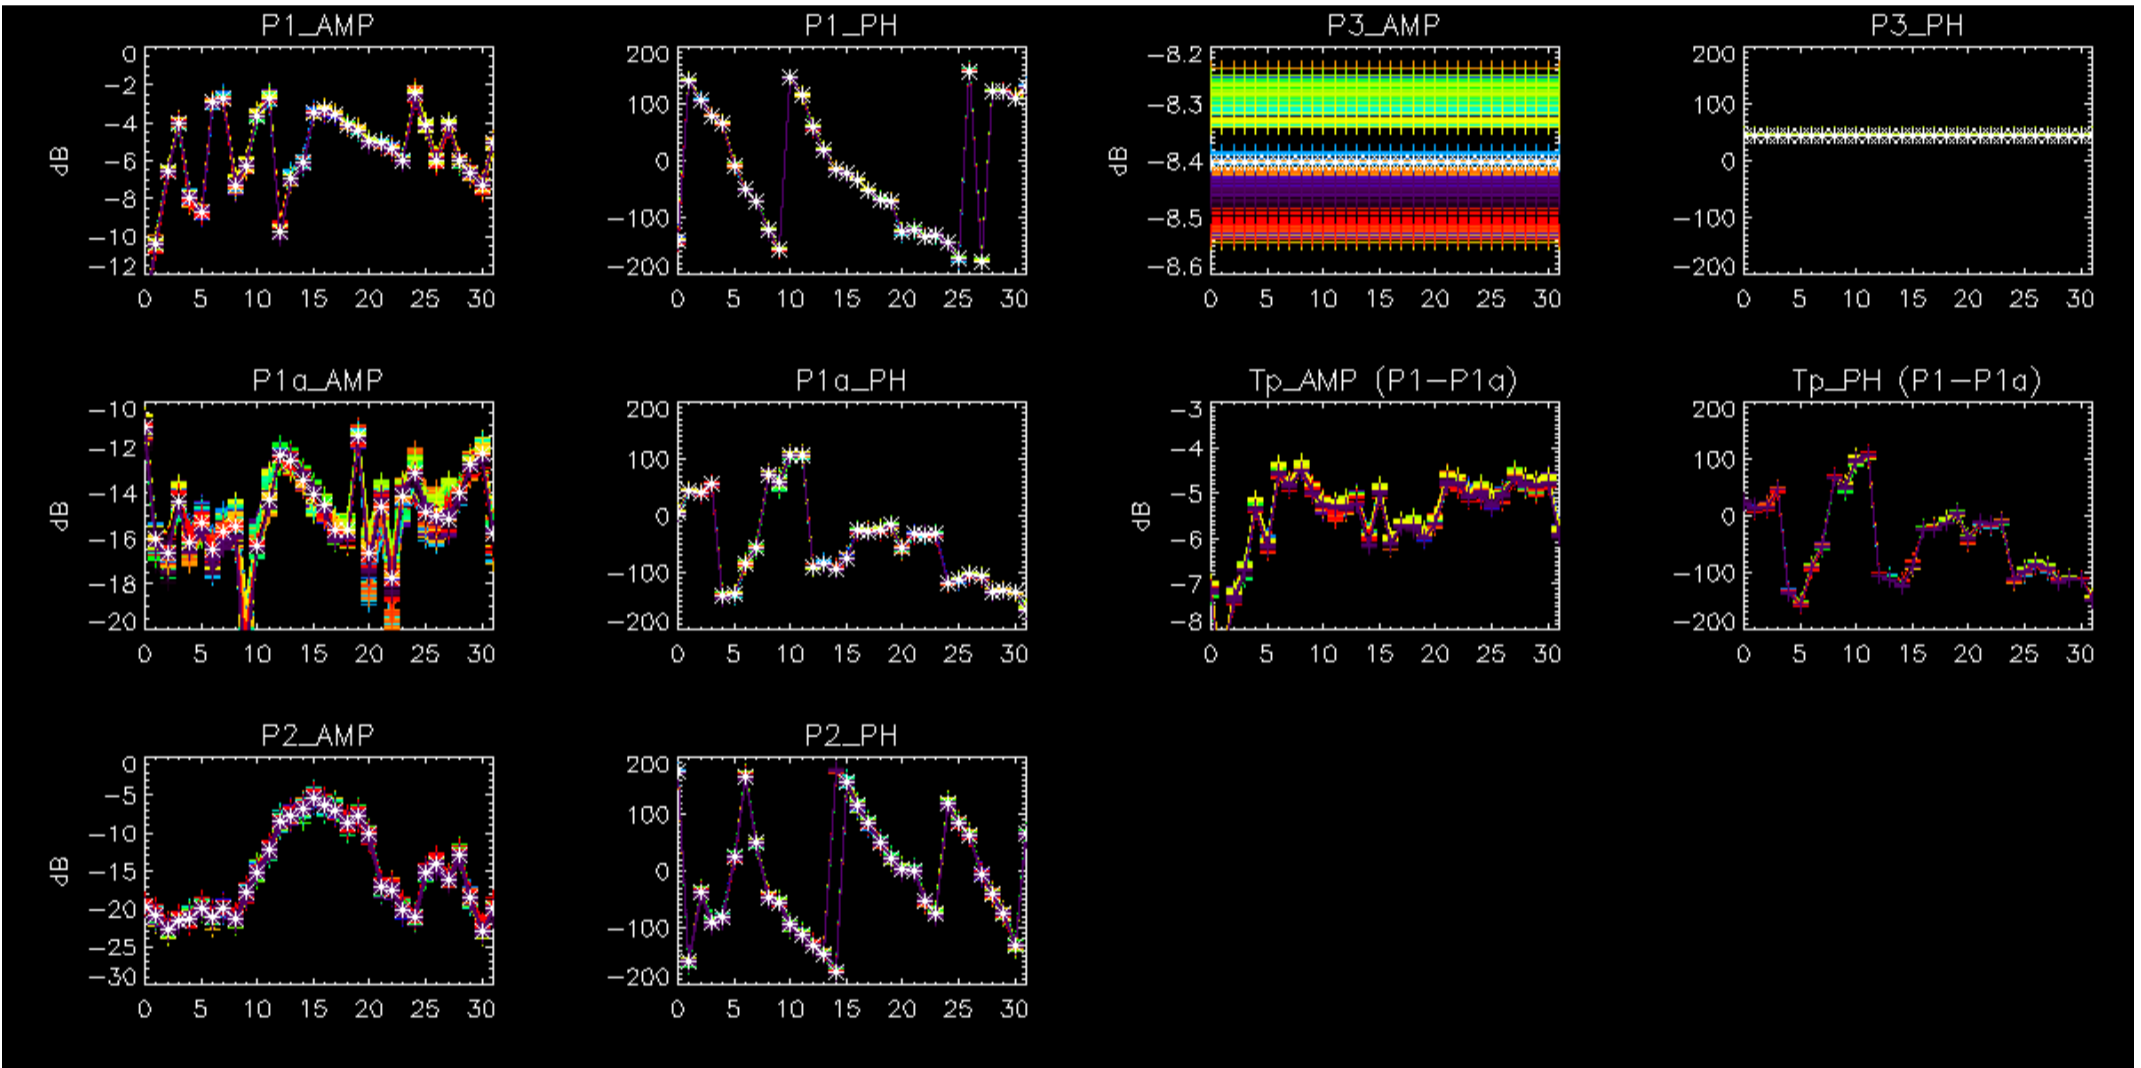 P1_AMP
P1_PH
P3_AMP
P3_PH
0
-2
-4
-6
-8
-10
-12
dB
0 5 10 15 20 25 30
200
100
0
-100
-200
0 5 10 15 20 25 30
-8.2
-8.3
-8.4
-8.5
-8.6
dB
0 5 10 15 20 25 30
200
100
0
-100
-200
0 5 10 15 20 25 30
P1a_AMP
P1a_PH
Tp_AMP (P1-P1a)
Tp_PH (P1-P1a)
-10
-12
-14
-16
-18
-20
dB
0 5 10 15 20 25 30
200
100
0
-100
-200
0 5 10 15 20 25 30
-3
-4
-5
-6
-7
-8
dB
0 5 10 15 20 25 30
200
100
0
-100
-200
0 5 10 15 20 25 30
P2_AMP
P2_PH
0
-5
-10
-15
-20
-25
-30
dB
0 5 10 15 20 25 30
200
100
0
-100
-200
0 5 10 15 20 25 30